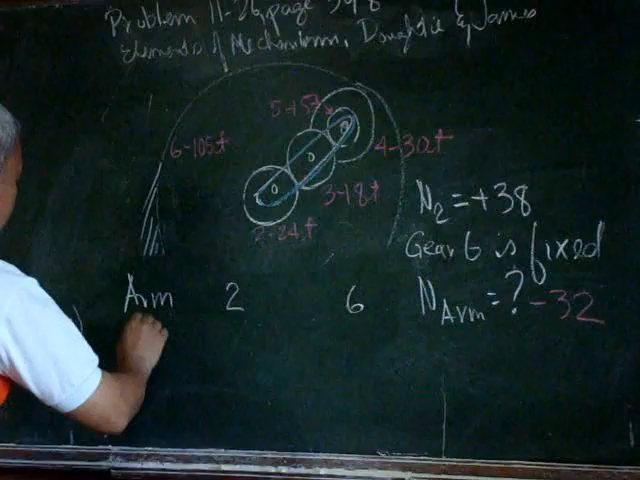 Problem 11-26, page 348
Elements of Mechanism, Doughtie & James
5-15t
6-105t
4-30t
3-18t
2-24t
N2=+38
Gear 6 is fixed
Arm 2 6
NArm=? -32